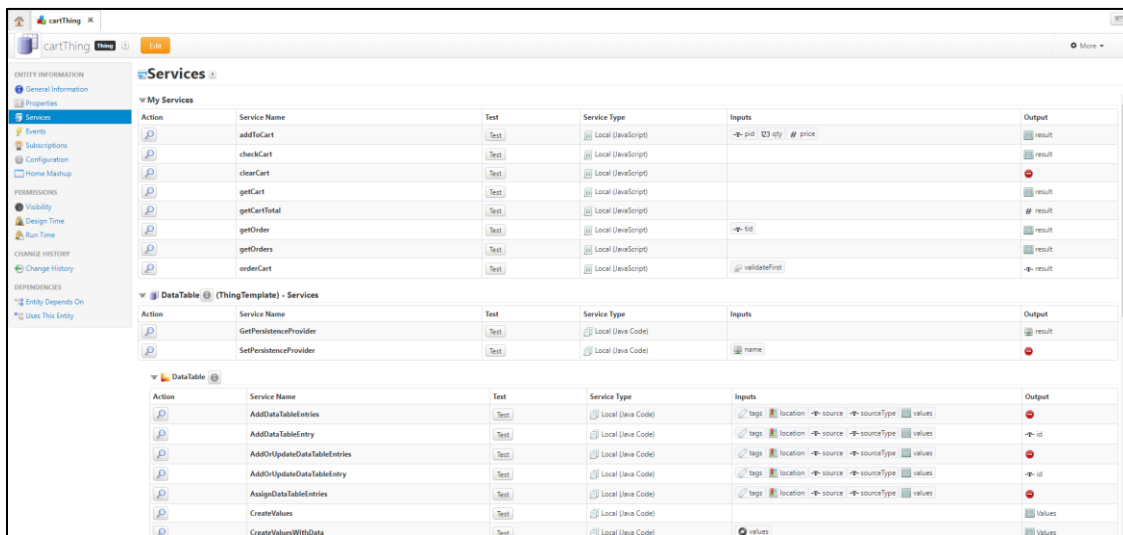 cartThing
cartThing Thing Edit More
ENTITY INFORMATION
General Information
Properties
Services
Events
Subscriptions
Configuration
Home Mashup
PERMISSIONS
Visibility
Design Time
Run Time
CHANGE HISTORY
Change History
DEPENDENCIES
Entity Depends On
Uses This Entity
Services
My Services
Action Service Name Test Service Type Inputs Output
addToCart Test Local (JavaScript) pid 123 qty # price result
checkCart Test Local (JavaScript) result
clearCart Test Local (JavaScript)
getCart Test Local (JavaScript) result
getCartTotal Test Local (JavaScript) # result
getOrder Test Local (JavaScript) tid result
getOrders Test Local (JavaScript) result
orderCart Test Local (JavaScript) validateFirst result
DataTable (ThingTemplate) - Services
Action Service Name Test Service Type Inputs Output
GetPersistenceProvider Test Local (Java Code) result
SetPersistenceProvider Test Local (Java Code) name
DataTable
Action Service Name Test Service Type Inputs Output
AddDataTableEntries Test Local (Java Code) tags location source sourceType values
AddDataTableEntry Test Local (Java Code) tags location source sourceType values id
AddOrUpdateDataTableEntries Test Local (Java Code) tags location source sourceType values
AddOrUpdateDataTableEntry Test Local (Java Code) tags location source sourceType values id
AssignDataTableEntries Test Local (Java Code) tags location source sourceType values
CreateValues Test Local (Java Code) Values
CreateValuesWithData Test Local (Java Code) values Values